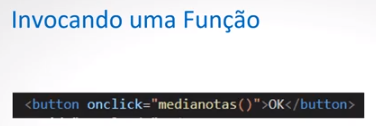 Invocando uma Função
<button onclick="medianotas()">OK</button>